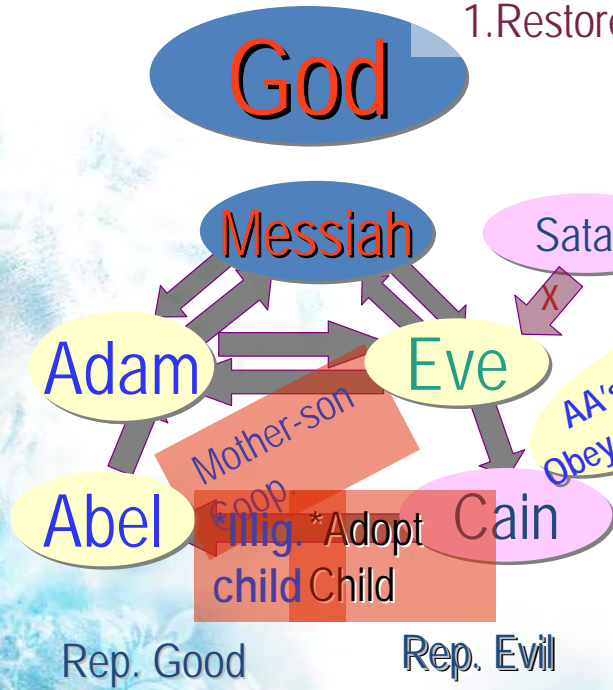 1.Restore
God
Messiah
Sata
x
Adam
Eve
AA's
Obey
Mother-son
Coop.
Abel
Cain
*Illig. *Adopt
child Child
Rep. Good
Rep. Evil